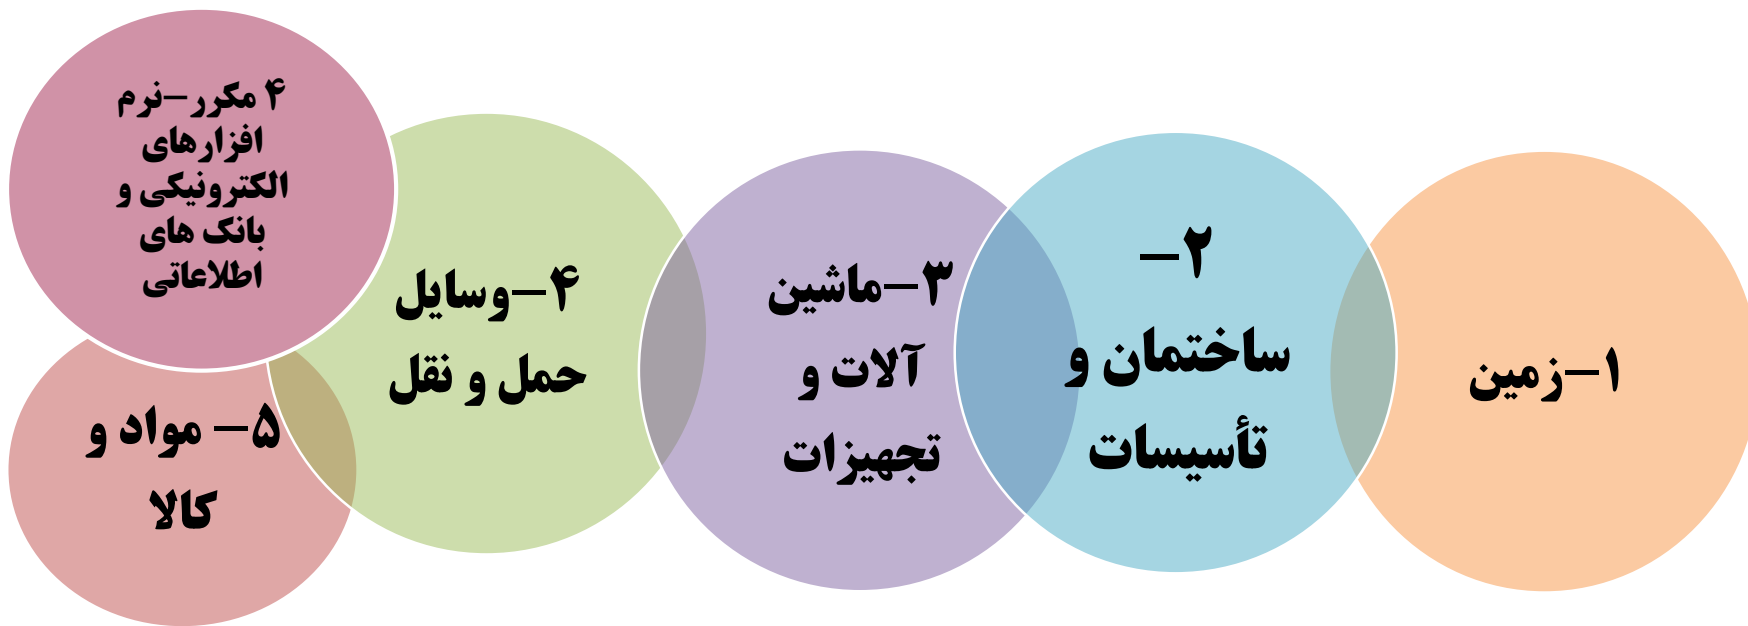 ۱-زمین
۲-
ساختمان و
تأسیسات
۳-ماشین
آلات و
تجهیزات
۴-وسایل
حمل و نقل
۴ مکرر-نرم
افزارهای
الکترونیکی و
بانک های
اطلاعاتی
۵- مواد و
کالا